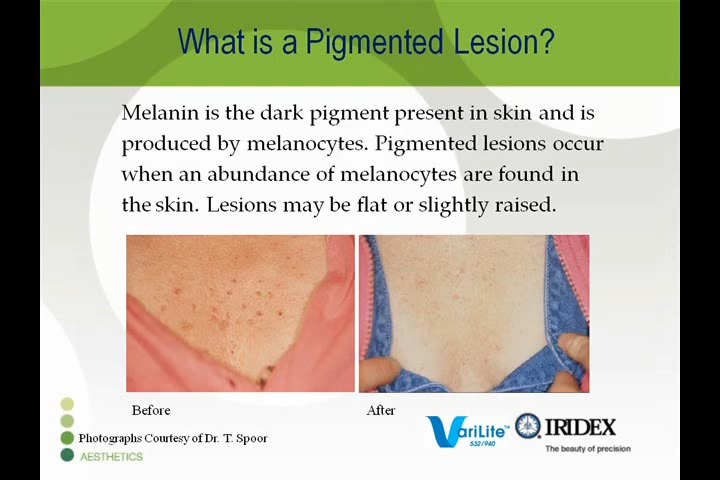 What is a Pigmented Lesion?
Melanin is the dark pigment present in skin and is
produced by melanocytes. Pigmented lesions occur
when an abundance of melanocytes are found in
the skin. Lesions may be flat or slightly raised.
Before
After
Photographs Courtesy of Dr. T. Spoor
AESTHETICS
VariLite™
532/940
IRIDEX
The beauty of precision